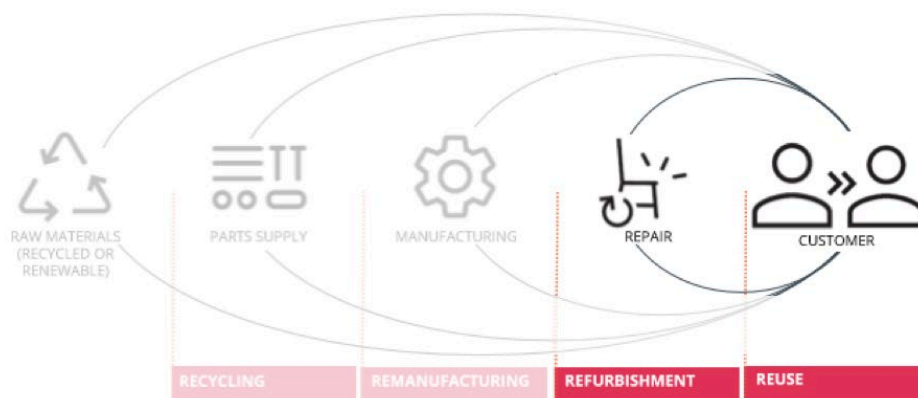 RAW MATERIALS
(RECYCLED OR
RENEWABLE)
PARTS SUPPLY
MANUFACTURING
REPAIR
CUSTOMER
RECYCLING
REMANUFACTURING
REFURBISHMENT
REUSE